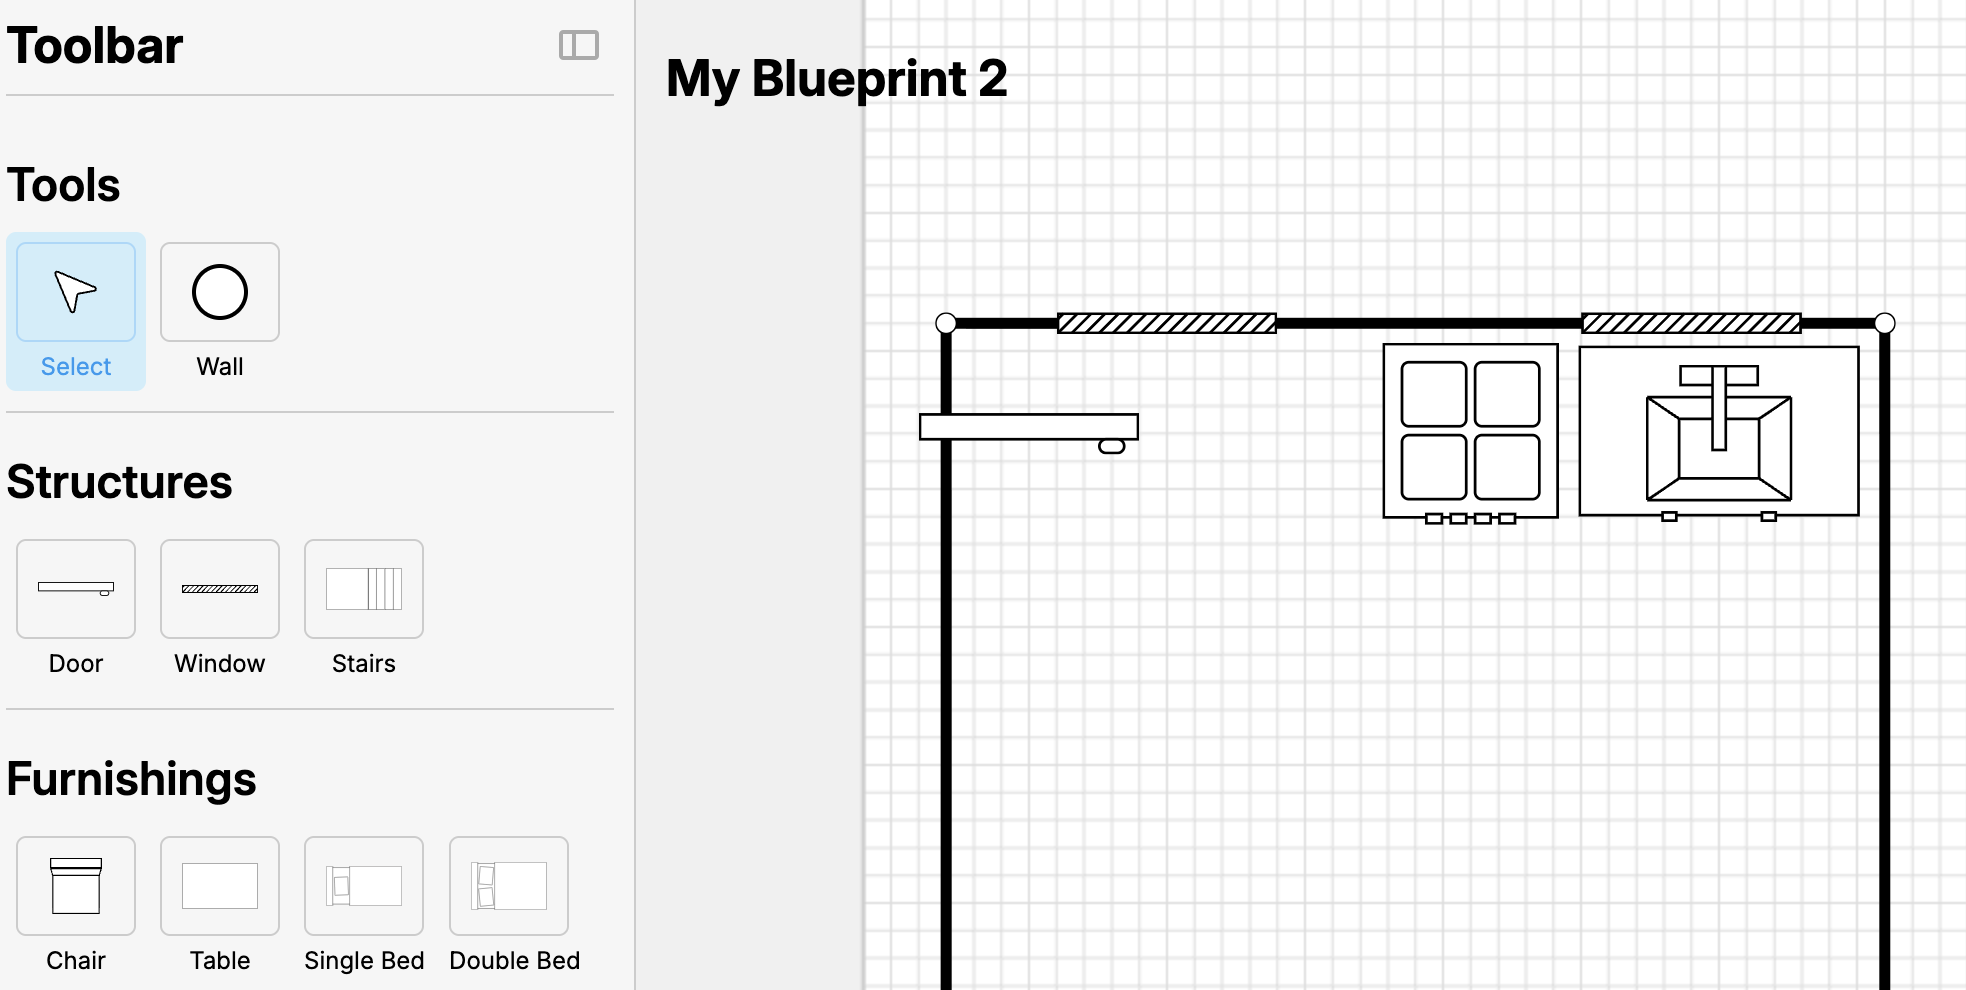 Toolbar
My Blueprint 2
Tools
Select
Wall
Structures
Door
Window
Stairs
Furnishings
Chair
Table
Single Bed
Double Bed